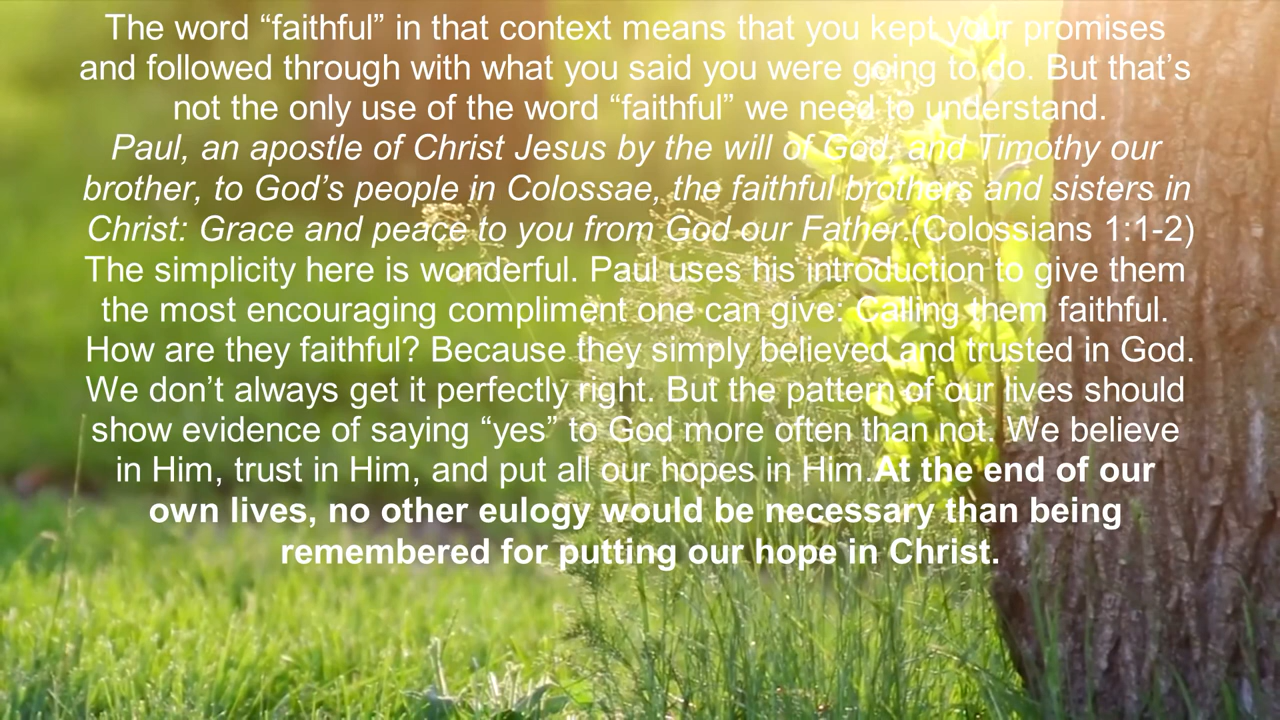 The word “faithful” in that context means that you kept your promises
and followed through with what you said you were going to do. But that’s
not the only use of the word “faithful” we need to understand.
Paul, an apostle of Christ Jesus by the will of God, and Timothy our
brother, to God’s people in Colossae, the faithful brothers and sisters in
Christ: Grace and peace to you from God our Father.(Colossians 1:1-2)
The simplicity here is wonderful. Paul uses his introduction to give them
the most encouraging compliment one can give: Calling them faithful.
How are they faithful? Because they simply believed and trusted in God.
We don’t always get it perfectly right. But the pattern of our lives should
show evidence of saying “yes” to God more often than not. We believe
in Him, trust in Him, and put all our hopes in Him.At the end of our
own lives, no other eulogy would be necessary than being
remembered for putting our hope in Christ.